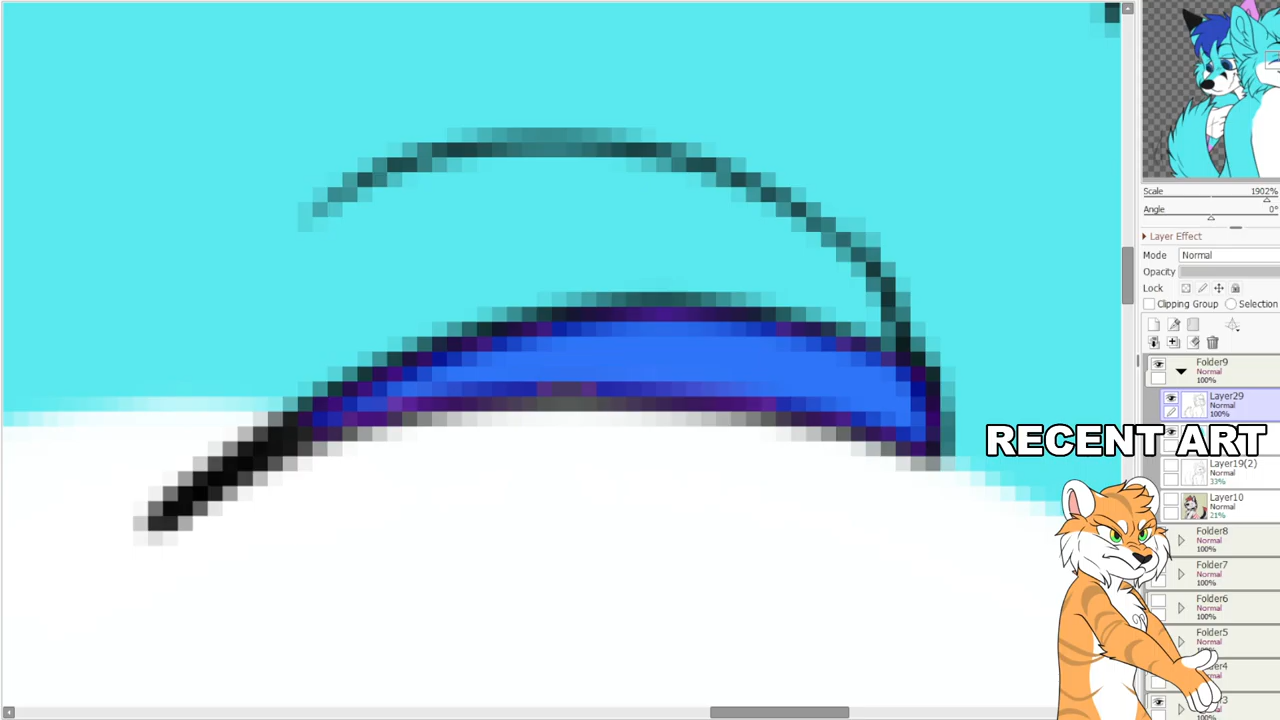 Scale 1902%
Angle 0°
Layer Effect
Mode Normal
Opacity
Lock
Clipping Group Selection
Folder9
Normal
100%
Layer29
Normal
100%
RECENT ART
Layer19(2)
Normal
33%
Layer10
Normal
21%
Folder8
Normal
100%
Folder7
Normal
100%
Folder6
Normal
100%
Folder5
Normal